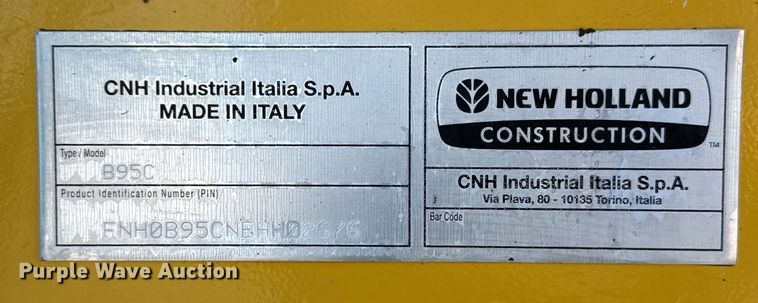 CNH Industrial Italia S.p.A.
MADE IN ITALY
Type / Model
B95C
Product Identification Number (PIN)
NEW HOLLAND
CONSTRUCTION
TM
CNH Industrial Italia S.p.A.
Via Plava, 80 - 10135 Torino, Italia
Bar Code
Purple Wave Auction